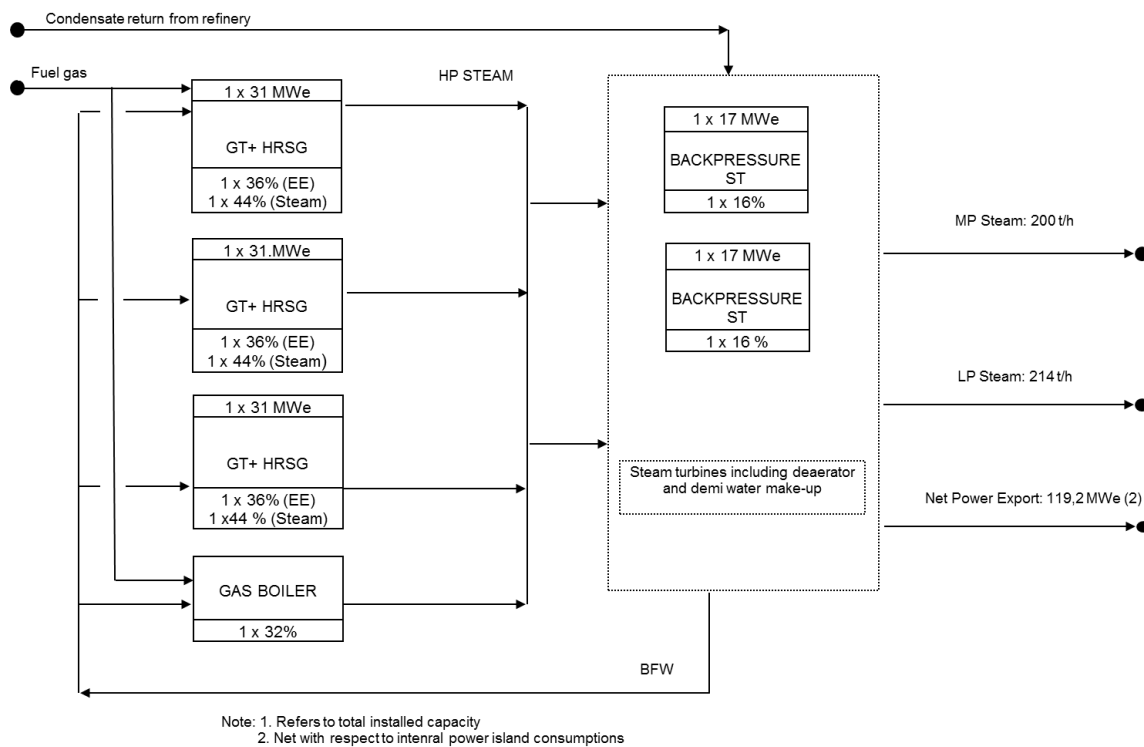 Condensate return from refinery
Fuel gas
HP STEAM
1 x 31 MWe
GT+ HRSG
1 x 36% (EE)
1 x 44% (Steam)
1 x 31.MWe
GT+ HRSG
1 x 36% (EE)
1 x 44% (Steam)
1 x 31 MWe
GT+ HRSG
1 x 36% (EE)
1 x44 % (Steam)
GAS BOILER
1 x 32%
1 x 17 MWe
BACKPRESSURE
ST
1 x 16%
1 x 17 MWe
BACKPRESSURE
ST
1 x 16 %
Steam turbines including deaerator
and demi water make-up
MP Steam: 200 t/h
LP Steam: 214 t/h
Net Power Export: 119,2 MWe (2)
BFW
Note: 1. Refers to total installed capacity
2. Net with respect to intenral power island consumptions